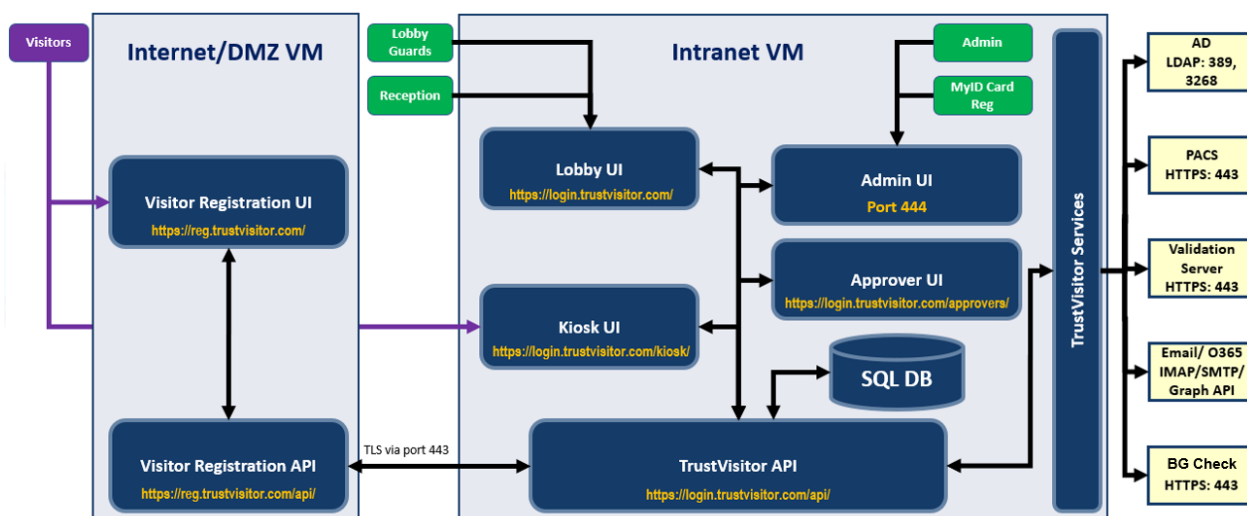 Visitors
Internet/DMZ VM
Lobby
Guards
Reception
Intranet VM
Admin
MyID Card
Reg
Lobby UI
https://login.trustvisitor.com/
Admin UI
Port 444
Visitor Registration UI
https://reg.trustvisitor.com/
Approver UI
https://login.trustvisitor.com/approvers/
Kiosk UI
https://login.trustvisitor.com/kiosk/
SQL DB
Visitor Registration API
https://reg.trustvisitor.com/api/
TLS via port 443
TrustVisitor API
https://login.trustvisitor.com/api/
TrustVisitor Services
AD
LDAP: 389,
3268
PACS
HTTPS: 443
Validation
Server
HTTPS: 443
Email/ O365
IMAP/SMTP/
Graph API
BG Check
HTTPS: 443